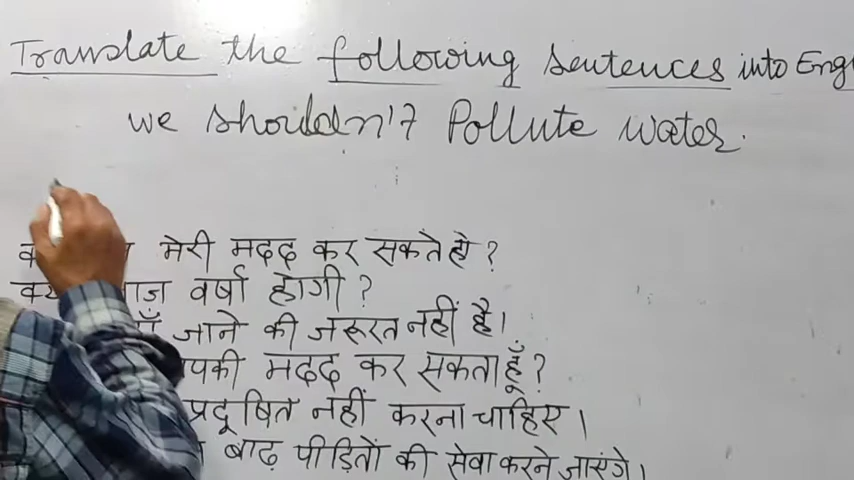 Translate the following sentences into Eng
we shouldn't Pollute water.
मेरी मदद कर सकते हो ?
वर्षा होगी ?
जाने की जरूरत नहीं है।
मदद कर सकता हूँ ?
प्रदूषित नहीं करना चाहिए ।
बाढ़ पीड़ितों की सेवा करने जाएंगे ।